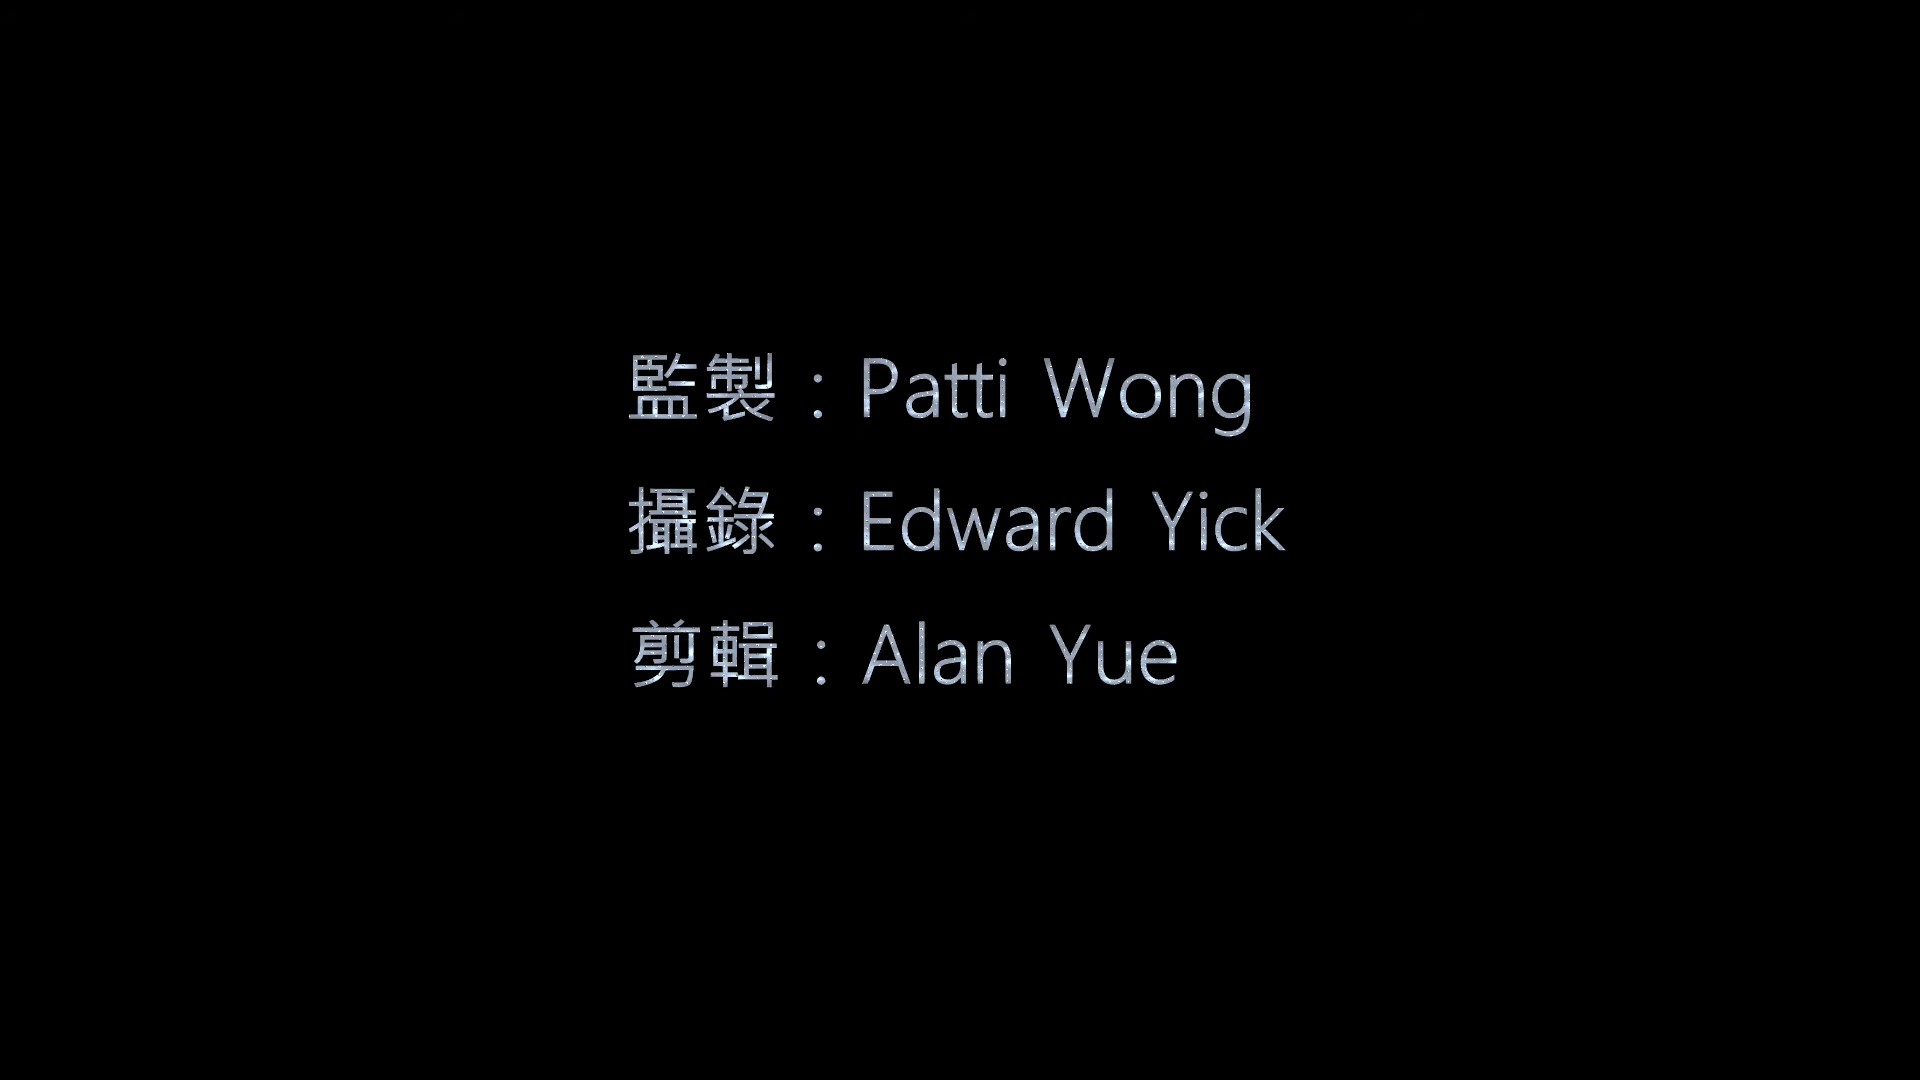 監製：Patti Wong
攝錄：Edward Yick
剪輯：Alan Yue